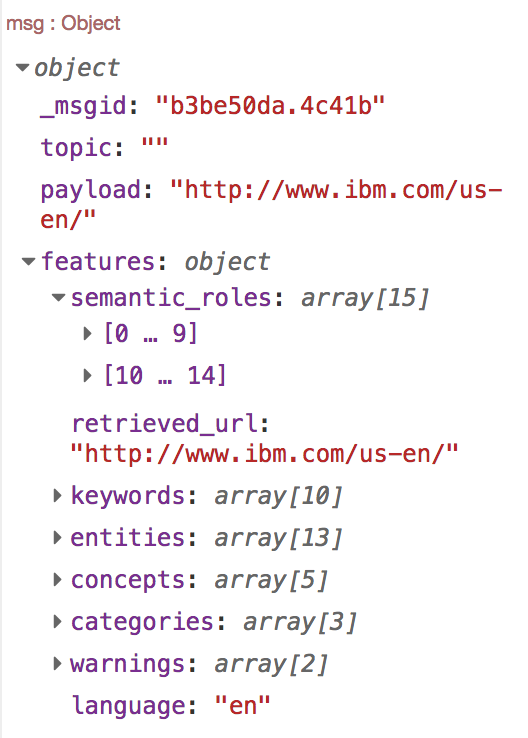 msg : Object
object
_msgid: "b3be50da.4c41b"
topic: ""
payload: "http://www.ibm.com/us-
en/"
features: object
semantic_roles: array[15]
[0 … 9]
[10 … 14]
retrieved_url:
"http://www.ibm.com/us-en/"
keywords: array[10]
entities: array[13]
concepts: array[5]
categories: array[3]
warnings: array[2]
language: "en"